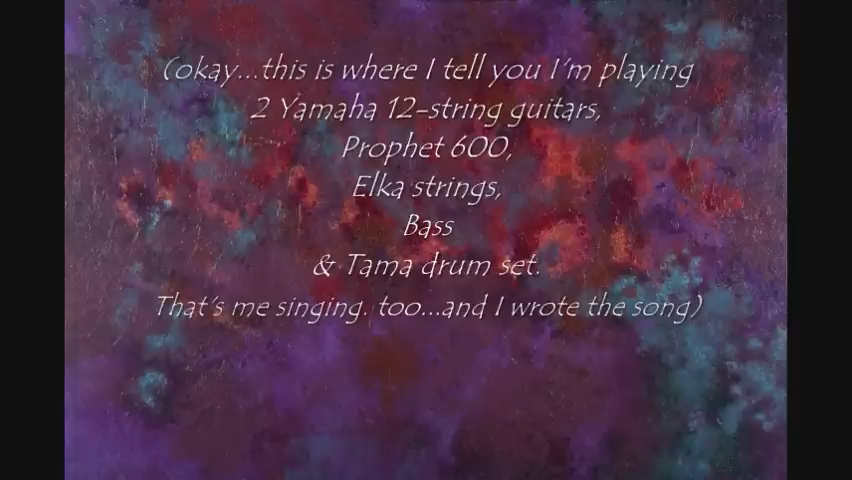 (okay...this is where I tell you I'm playing
2 Yamaha 12-string guitars,
Prophet 600,
Elka strings,
Bass
& Tama drum set.
That's me singing. too...and I wrote the song)